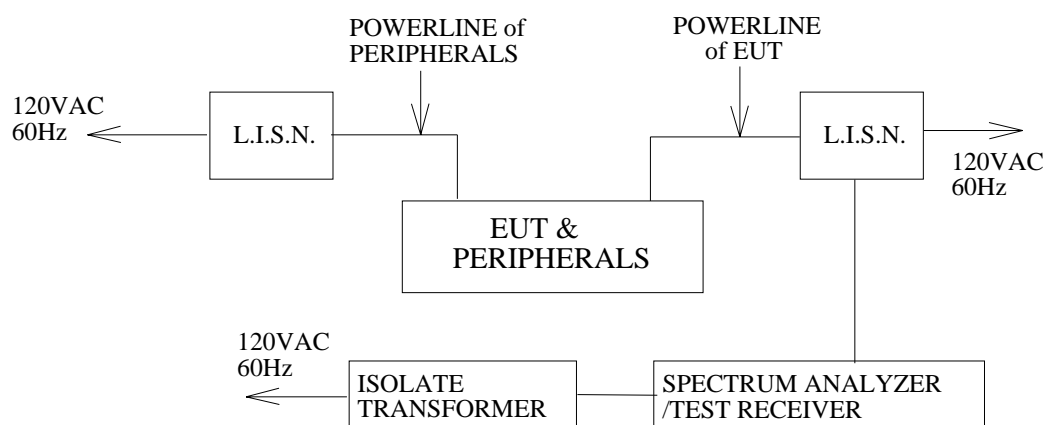 POWERLINE of
PERIPHERALS
POWERLINE
of EUT
120VAC
60Hz
L.I.S.N.
L.I.S.N.
120VAC
60Hz
EUT &
PERIPHERALS
120VAC
60Hz
ISOLATE
TRANSFORMER
SPECTRUM ANALYZER
/TEST RECEIVER